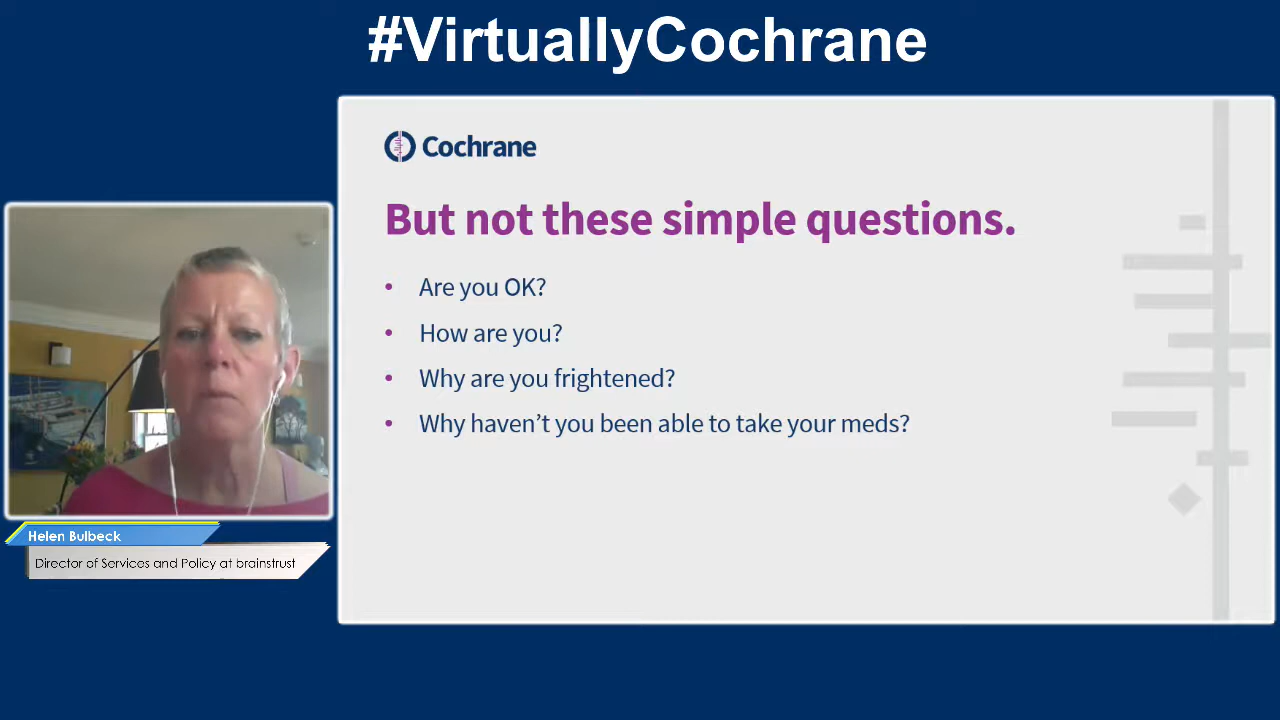 #VirtuallyCochrane
Cochrane
But not these simple questions.
• Are you OK?
• How are you?
• Why are you frightened?
• Why haven't you been able to take your meds?
Helen Bulbeck
Director of Services and Policy at brainstrust